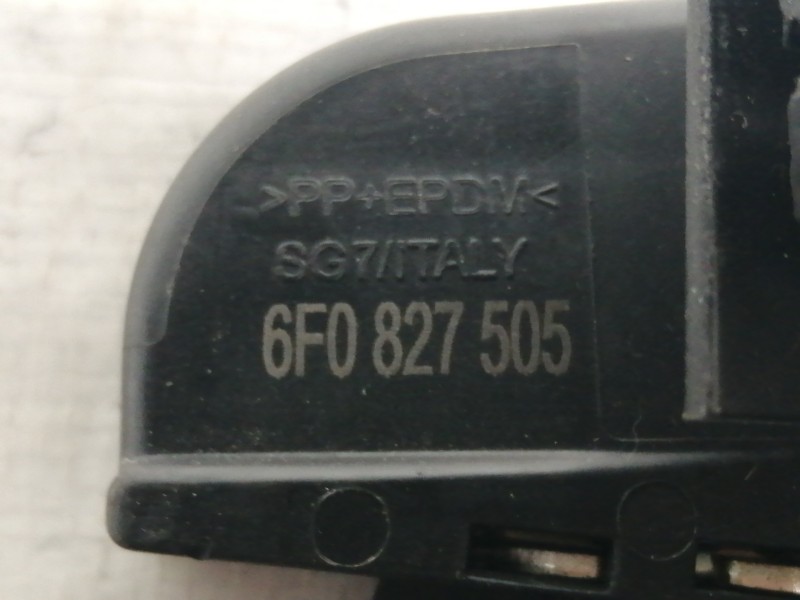 >PP+EPDM<
SG7/ITALY
6F0 827 505